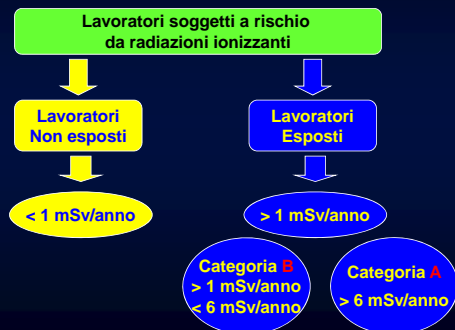 Lavoratori soggetti a rischio
da radiazioni ionizzanti
Lavoratori
Non esposti
Lavoratori
Esposti
< 1 mSv/anno
> 1 mSv/anno
Categoria B
> 1 mSv/anno
< 6 mSv/anno
Categoria A
> 6 mSv/anno